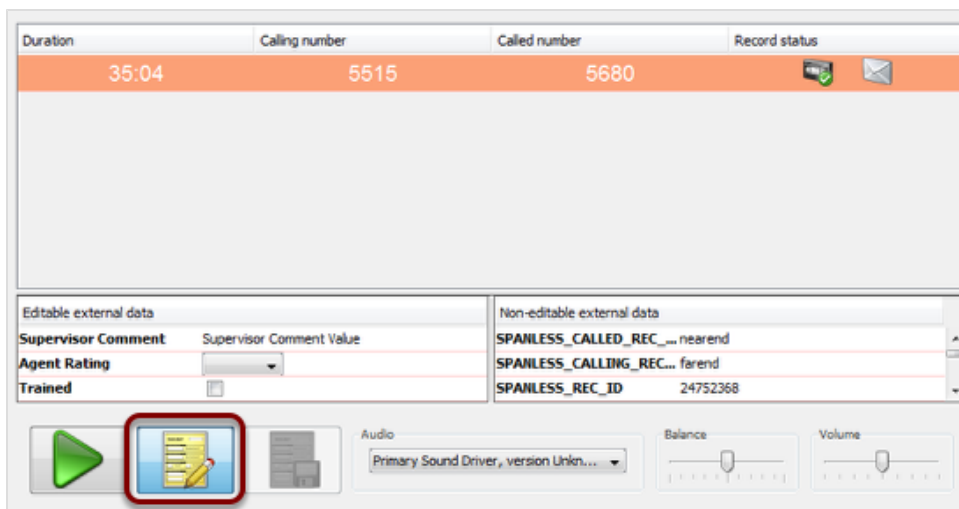 Duration Calling number Called number Record status
35:04 5515 5680
Editable external data
Supervisor Comment Supervisor Comment Value
Agent Rating
Trained
Non-editable external data
SPANLESS_CALLED_REC_... nearend
SPANLESS_CALLING_REC... farend
SPANLESS_REC_ID 24752368
Audio
Primary Sound Driver, version Unkn...
Balance
Volume